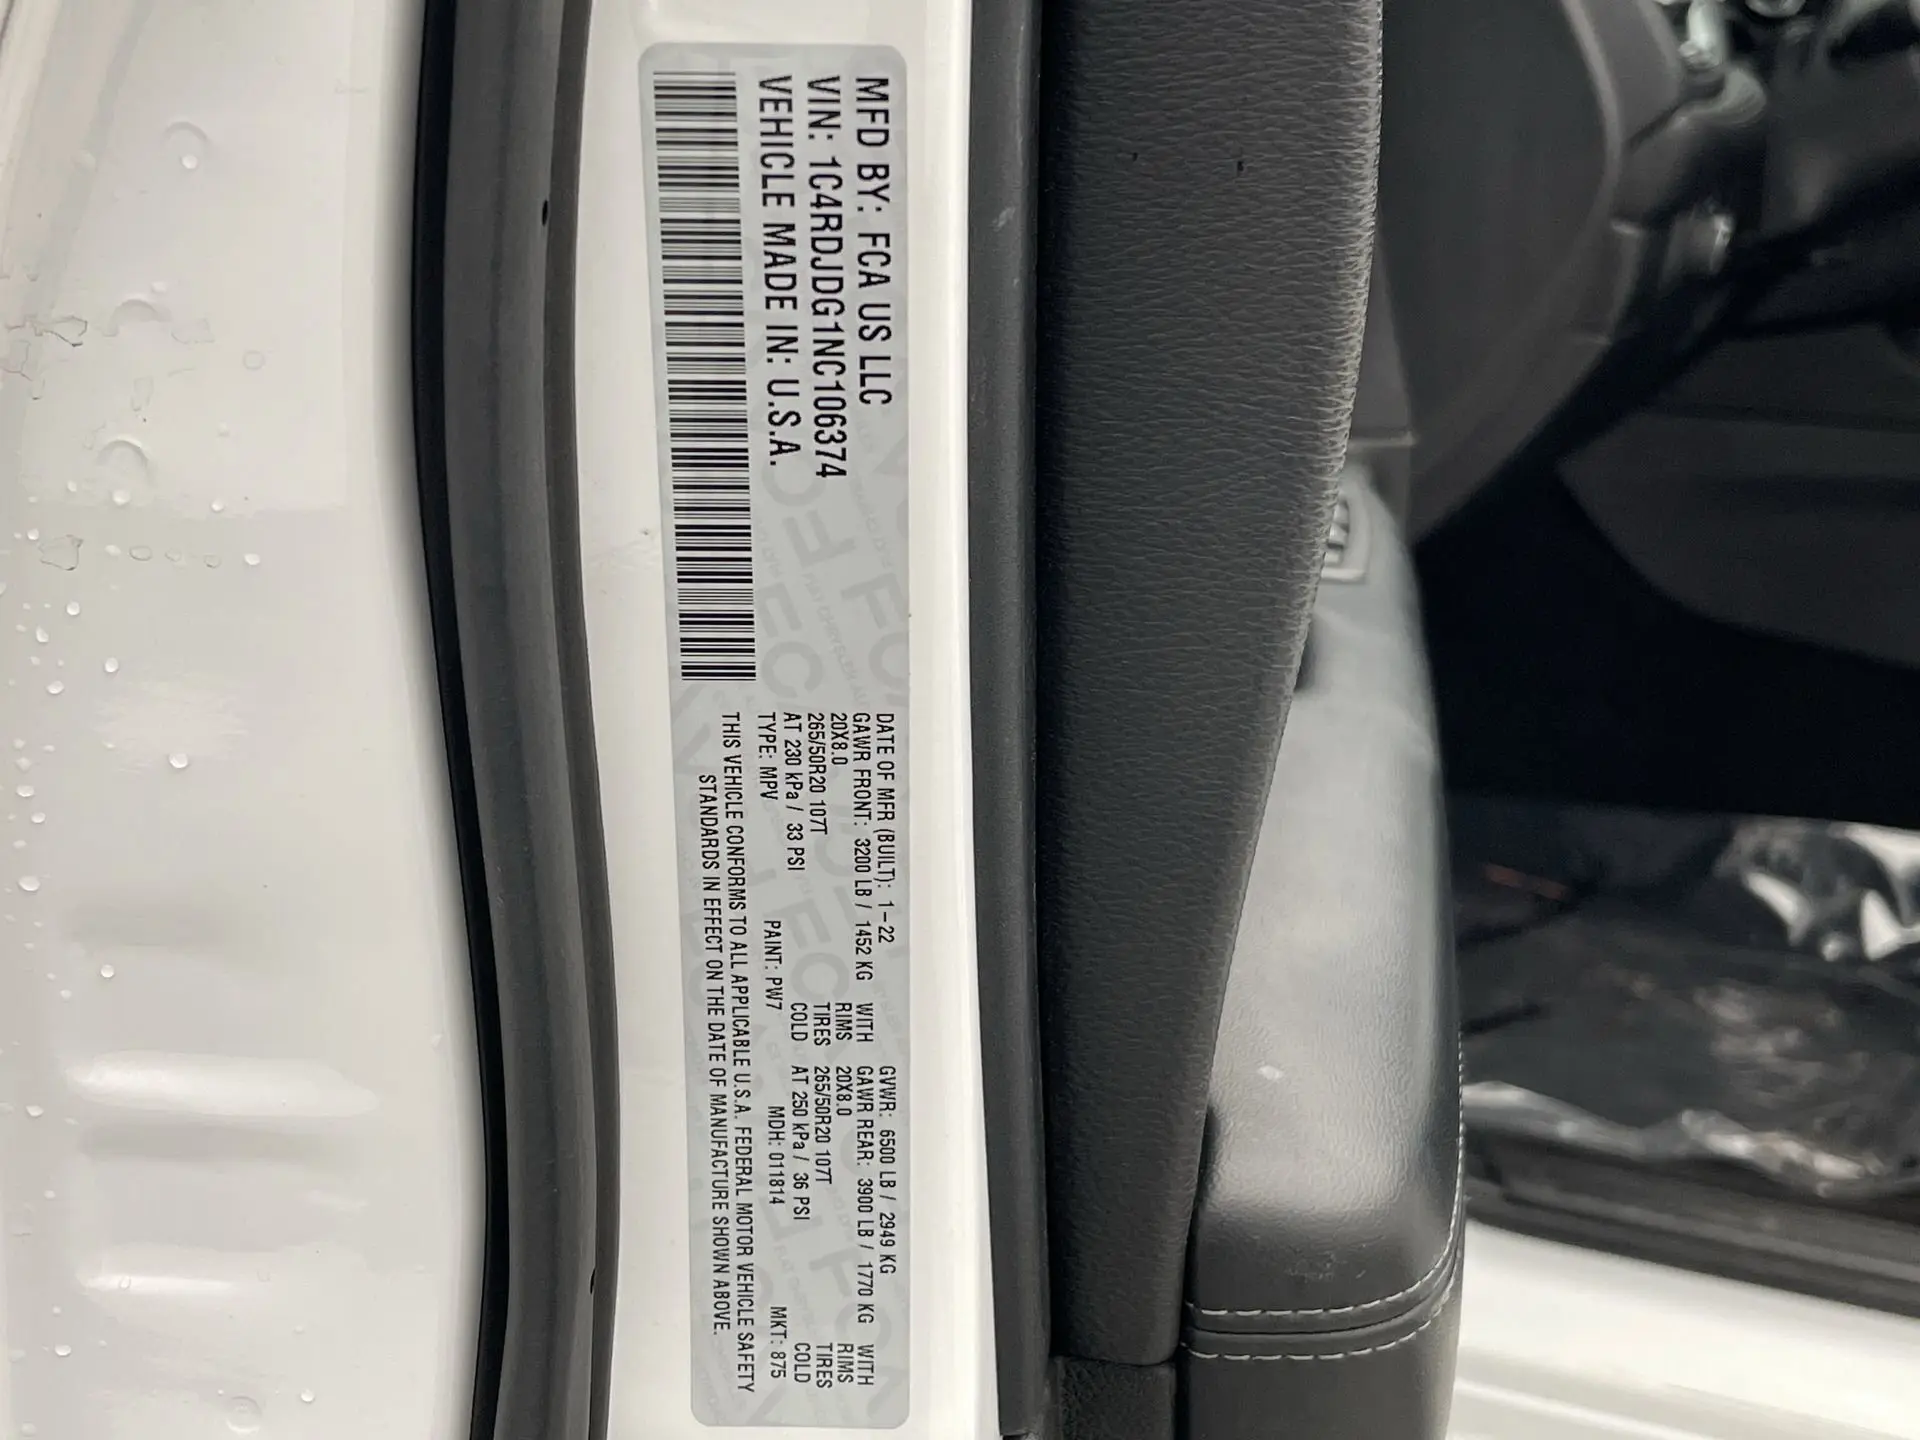 MFD BY: FCA US LLC
VIN: 1C4RDJDG1NC106374
VEHICLE MADE IN: U.S.A.
DATE OF MFR (BUILT): 1-22 GVWR: 6500 LB / 2949 KG
GAWR FRONT: 3200 LB / 1452 KG WITH GAWR REAR: 3900 LB / 1770 KG WITH
20X8.0 RIMS 20X8.0 RIMS
265/50R20 107T TIRES 265/50R20 107T TIRES
AT 230 kPa / 33 PSI COLD AT 250 kPa / 36 PSI COLD
TYPE: MPV PAINT: PW7 MDH: 011814 MKT: 875
THIS VEHICLE CONFORMS TO ALL APPLICABLE U.S.A. FEDERAL MOTOR VEHICLE SAFETY
STANDARDS IN EFFECT ON THE DATE OF MANUFACTURE SHOWN ABOVE.